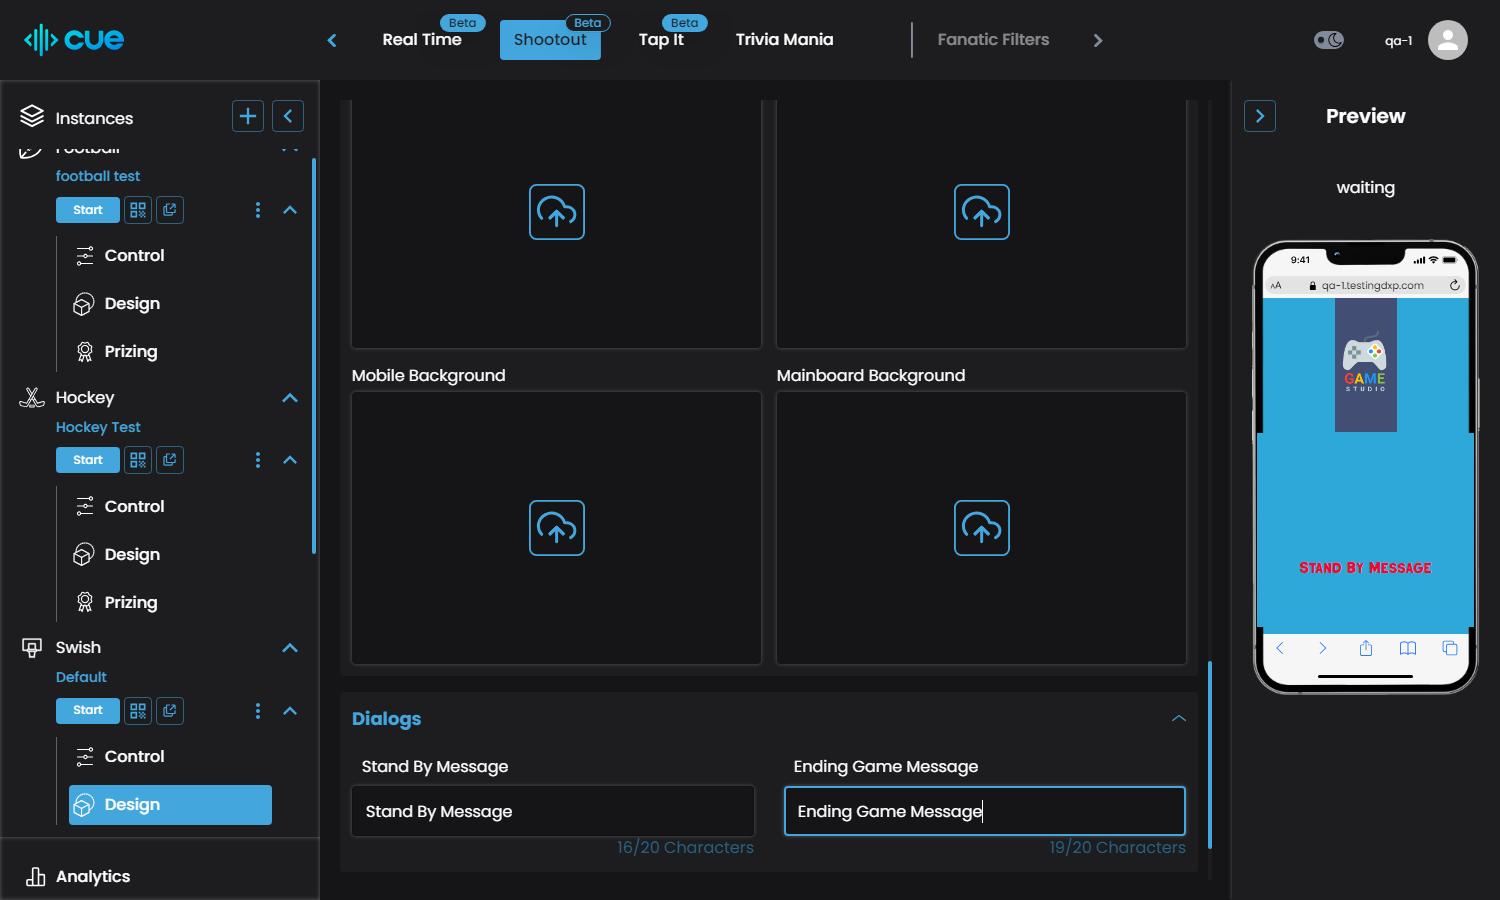 cue
Real Time
Beta
Shootout
Beta
Tap It
Beta
Trivia Mania
Fanatic Filters
qa-1
Instances
Football
football test
Start
Control
Design
Prizing
Hockey
Hockey Test
Start
Control
Design
Prizing
Swish
Default
Start
Control
Design
Analytics
Mobile Background
Mainboard Background
Dialogs
Stand By Message
Stand By Message
16/20 Characters
Ending Game Message
Ending Game Message
19/20 Characters
Preview
waiting
9:41
AA
qa-1.testingdxp.com
GAME
STUDIO
Stand By Message